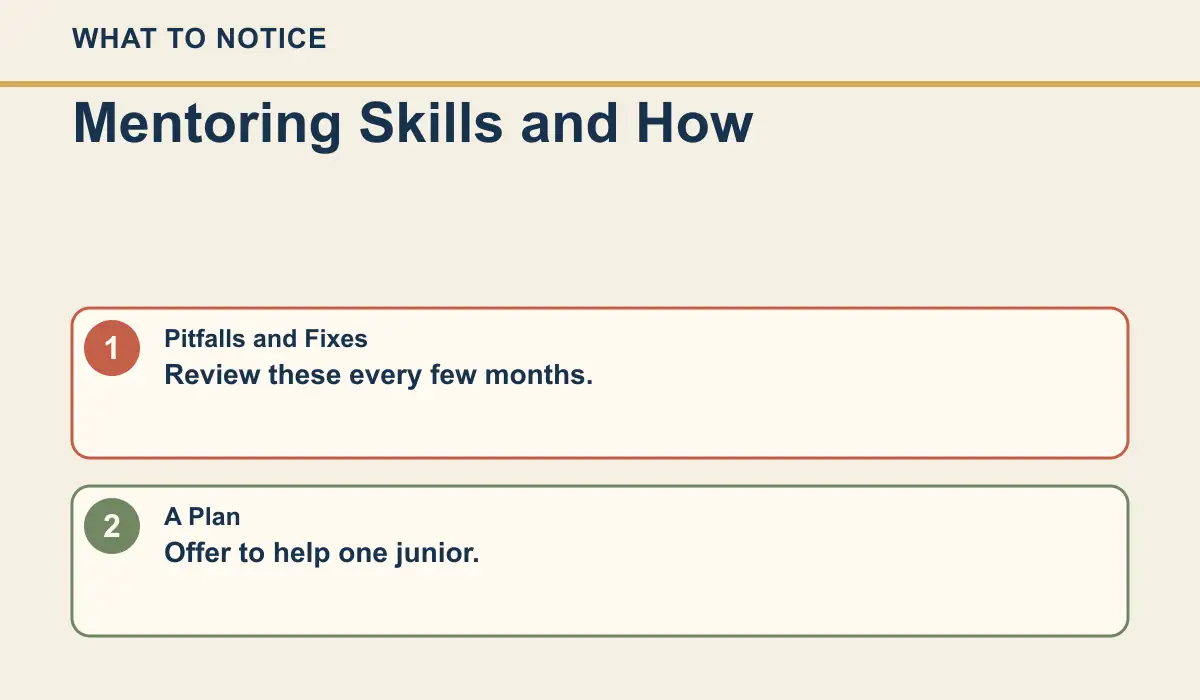 WHAT TO NOTICE
Mentoring Skills and How
1
Pitfalls and Fixes
Review these every few months.
2
A Plan
Offer to help one junior.